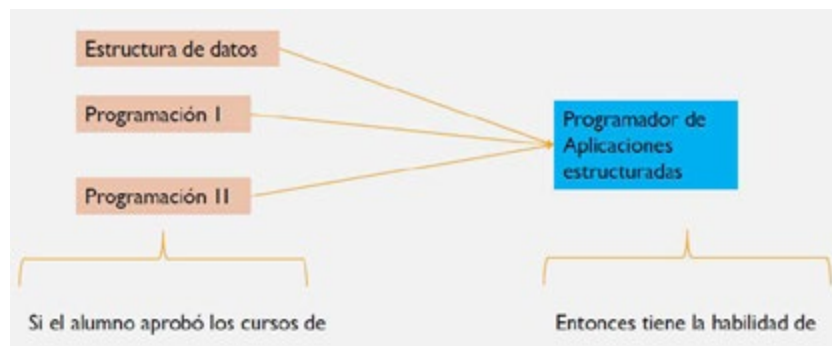 Estructura de datos
Programación I
Programación II
Programador de
Aplicaciones
estructuradas
Si el alumno aprobó los cursos de
Entonces tiene la habilidad de